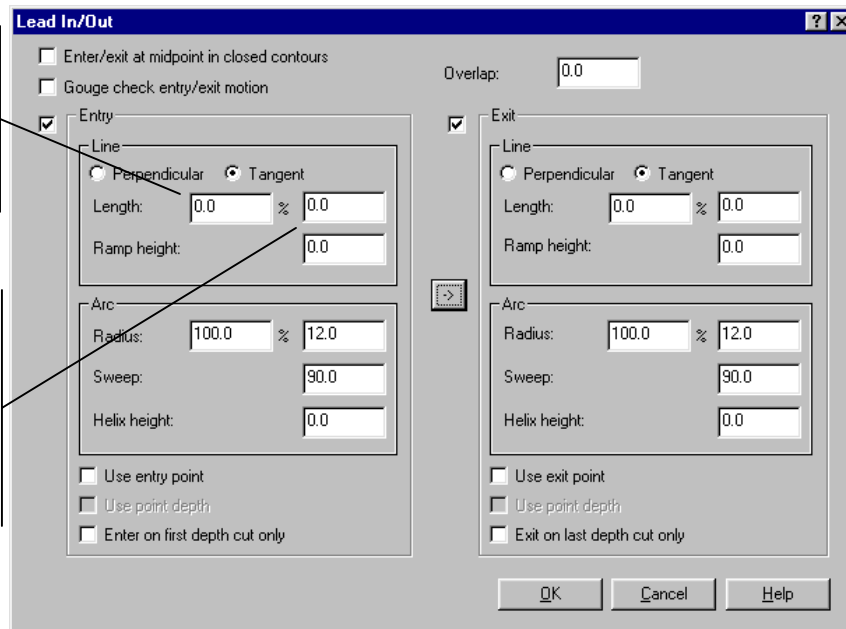 Lead In/Out
Enter/exit at midpoint in closed contours
Gouge check entry/exit motion
Overlap: 0.0
Entry
Line
Perpendicular Tangent
Length: 0.0 % 0.0
Ramp height: 0.0
Arc
Radius: 100.0 % 12.0
Sweep: 90.0
Helix height: 0.0
Use entry point
Use point depth
Enter on first depth cut only
->
Exit
Line
Perpendicular Tangent
Length: 0.0 % 0.0
Ramp height: 0.0
Arc
Radius: 100.0 % 12.0
Sweep: 90.0
Helix height: 0.0
Use exit point
Use point depth
Exit on last depth cut only
OK Cancel Help